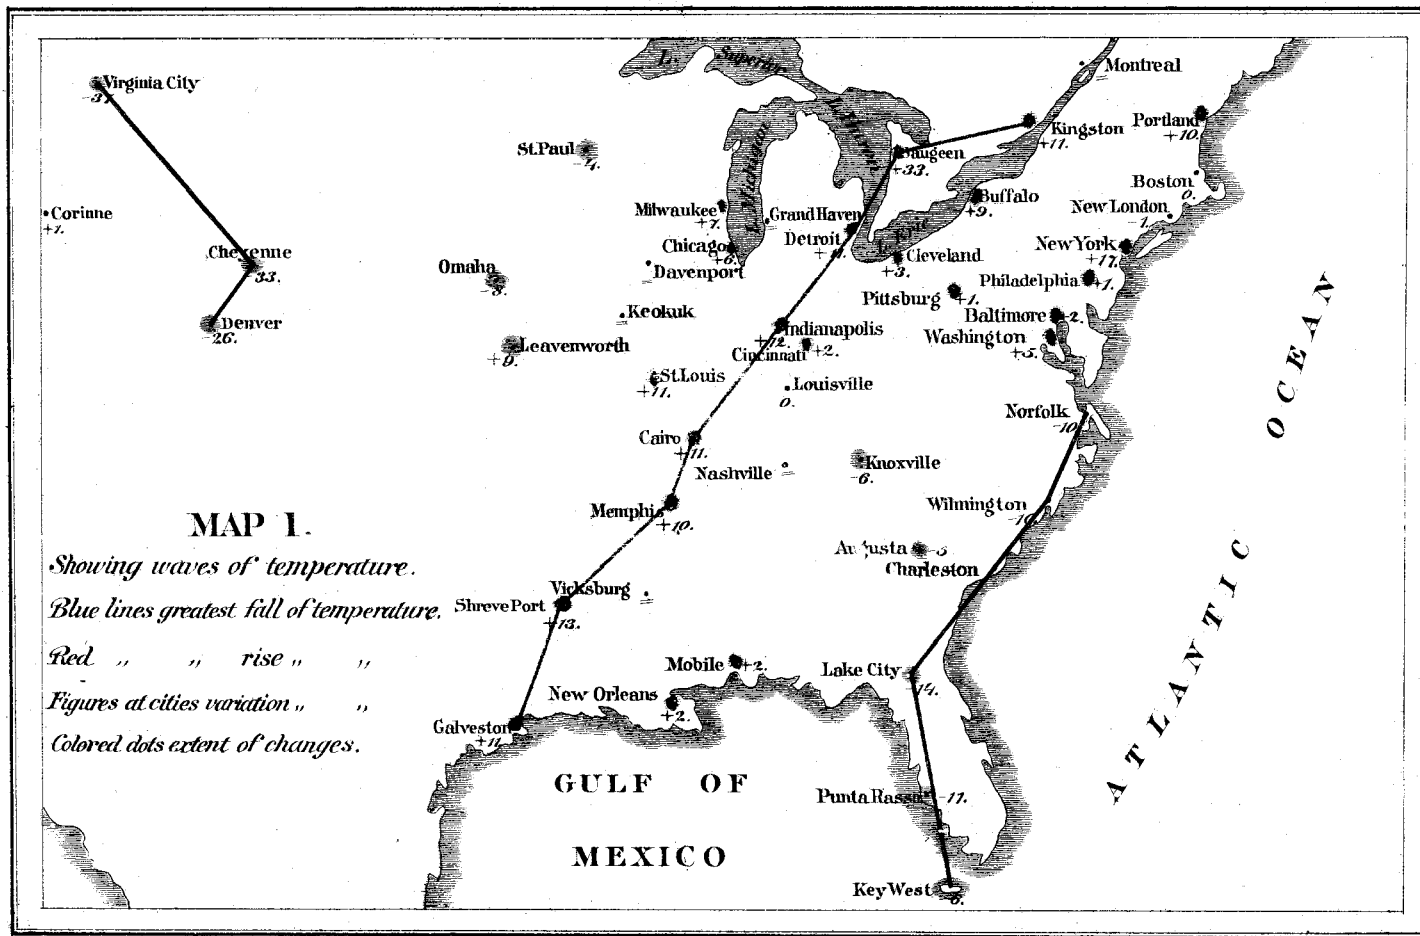 L. Superior
Montreal
Virginia City
-37.
Portland
+10.
Kingston
+11.
L. Huron
L. Michigan
St. Paul
-4.
Saugeen
+33.
Boston
0.
Buffalo
+9.
Corinne
+1.
Milwaukee
+7.
Grand Haven
New London
-1.
Detroit
+11.
L. Erie
Chicago
+6.
New York
+17.
Cheyenne
-33.
Cleveland
+3.
Omaha
-8.
Davenport
Philadelphia
+1.
Pittsburg
+1.
Keokuk
Baltimore
+2.
Denver
-26.
Indianapolis
+12.
Washington
+5.
Leavenworth
+9.
Cincinnati
+2.
St. Louis
+11.
Louisville
0.
Norfolk
-10.
Cairo
+11.
Nashville
Knoxville
-6.
Memphis
+10.
Wilmington
Augusta
Charleston
Vicksburg
Shreve Port
+13.
Mobile
+2.
Lake City
-14.
New Orleans
+2.
Galveston
+11.
Punta Rassa
-17.
Key West
-6.
ATLANTIC OCEAN
GULF OF
MEXICO
MAP 1.
Showing waves of temperature.
Blue lines greatest fall of temperature.
Red „ „ rise „ „
Figures at cities variation „ „
Colored dots extent of changes.